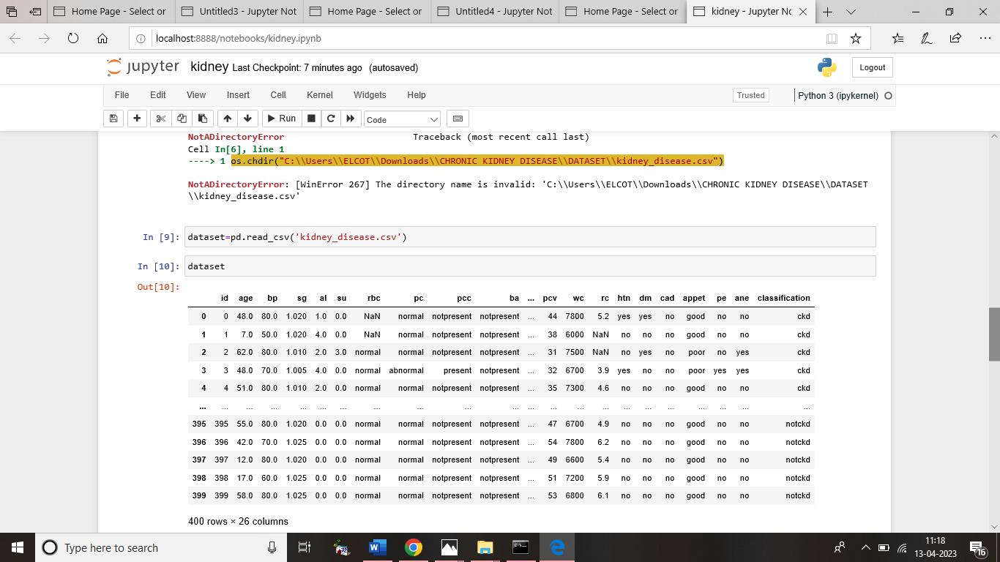 Home Page - Select or
Untitled3 - Jupyter Not
Home Page - Select or
Untitled4 - Jupyter Not
Home Page - Select or
kidney - Jupyter Nc
localhost:8888/notebooks/kidney.ipynb
jupyter kidney Last Checkpoint: 7 minutes ago (autosaved)
Logout
File Edit View Insert Cell Kernel Widgets Help
Trusted
Python 3 (ipykernel)
Run
Code
NotADirectoryError Traceback (most recent call last)
Cell In[6], line 1
----> 1 os.chdir("C:\\Users\\ELCOT\\Downloads\\CHRONIC KIDNEY DISEASE\\DATASET\\kidney_disease.csv")
NotADirectoryError: [WinError 267] The directory name is invalid: 'C:\\Users\\ELCOT\\Downloads\\CHRONIC KIDNEY DISEASE\\DATASET
\\kidney_disease.csv'
In [9]: dataset=pd.read_csv('kidney_disease.csv')
In [10]: dataset
Out[10]:
id age bp sg al su rbc pc pcc ba ... pcv wc rc htn dm cad appet pe ane classification
0 0 48.0 80.0 1.020 1.0 0.0 NaN normal notpresent notpresent ... 44 7800 5.2 yes yes no good no no ckd
1 1 7.0 50.0 1.020 4.0 0.0 NaN normal notpresent notpresent ... 38 6000 NaN no no no good no no ckd
2 2 62.0 80.0 1.010 2.0 3.0 normal normal notpresent notpresent ... 31 7500 NaN no yes no poor no yes ckd
3 3 48.0 70.0 1.005 4.0 0.0 normal abnormal present notpresent ... 32 6700 3.9 yes no no poor yes yes ckd
4 4 51.0 80.0 1.010 2.0 0.0 normal normal notpresent notpresent ... 35 7300 4.6 no no no good no no ckd
... ... ... ... ... ... ... ... ... ... ... ... ... ... ... ... ... ... ... ... ... ...
395 395 55.0 80.0 1.020 0.0 0.0 normal normal notpresent notpresent ... 47 6700 4.9 no no no good no no notckd
396 396 42.0 70.0 1.025 0.0 0.0 normal normal notpresent notpresent ... 54 7800 6.2 no no no good no no notckd
397 397 12.0 80.0 1.020 0.0 0.0 normal normal notpresent notpresent ... 49 6600 5.4 no no no good no no notckd
398 398 17.0 60.0 1.025 0.0 0.0 normal normal notpresent notpresent ... 51 7200 5.9 no no no good no no notckd
399 399 58.0 80.0 1.025 0.0 0.0 normal normal notpresent notpresent ... 53 6800 6.1 no no no good no no notckd
400 rows × 26 columns
Type here to search
11:18
13-04-2023
16